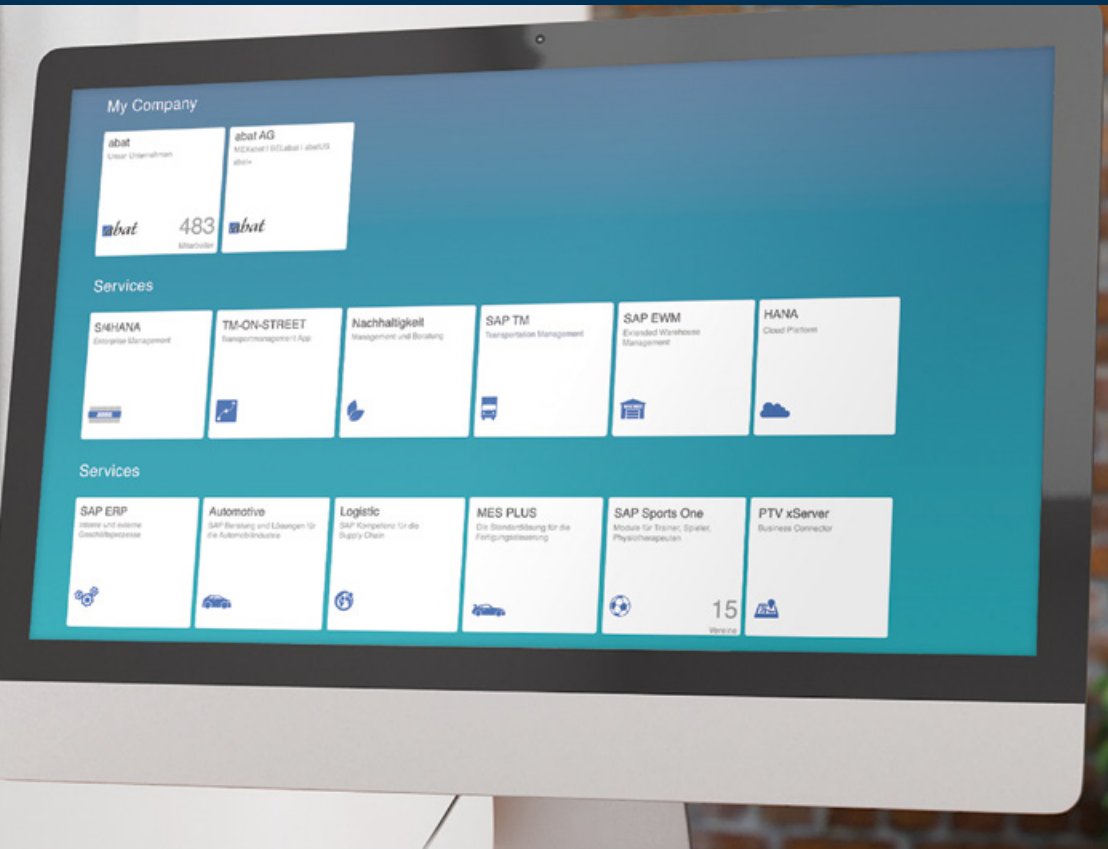 My Company
abat
Unser Unternehmen
abat
483
Mitarbeiter
abat AG
abat+
abat
Services
S/4HANA
Enterprise Management
TM-ON-STREET
Transportmanagement App
Nachhaltigkeit
Management und Beratung
SAP TM
Transportation Management
SAP EWM
Extended Warehouse
Management
HANA
Cloud Platform
Services
SAP ERP
Interne und externe
Geschäftsprozesse
Automotive
SAP Beratung und Lösungen für
die Automobilindustrie
Logistic
SAP Kompetenz für die
Supply Chain
MES PLUS
Die Standardlösung für die
Fertigungssteuerung
SAP Sports One
Module für Trainer, Spieler,
Physiotherapeuten
15
Vereine
PTV xServer
Business Connector